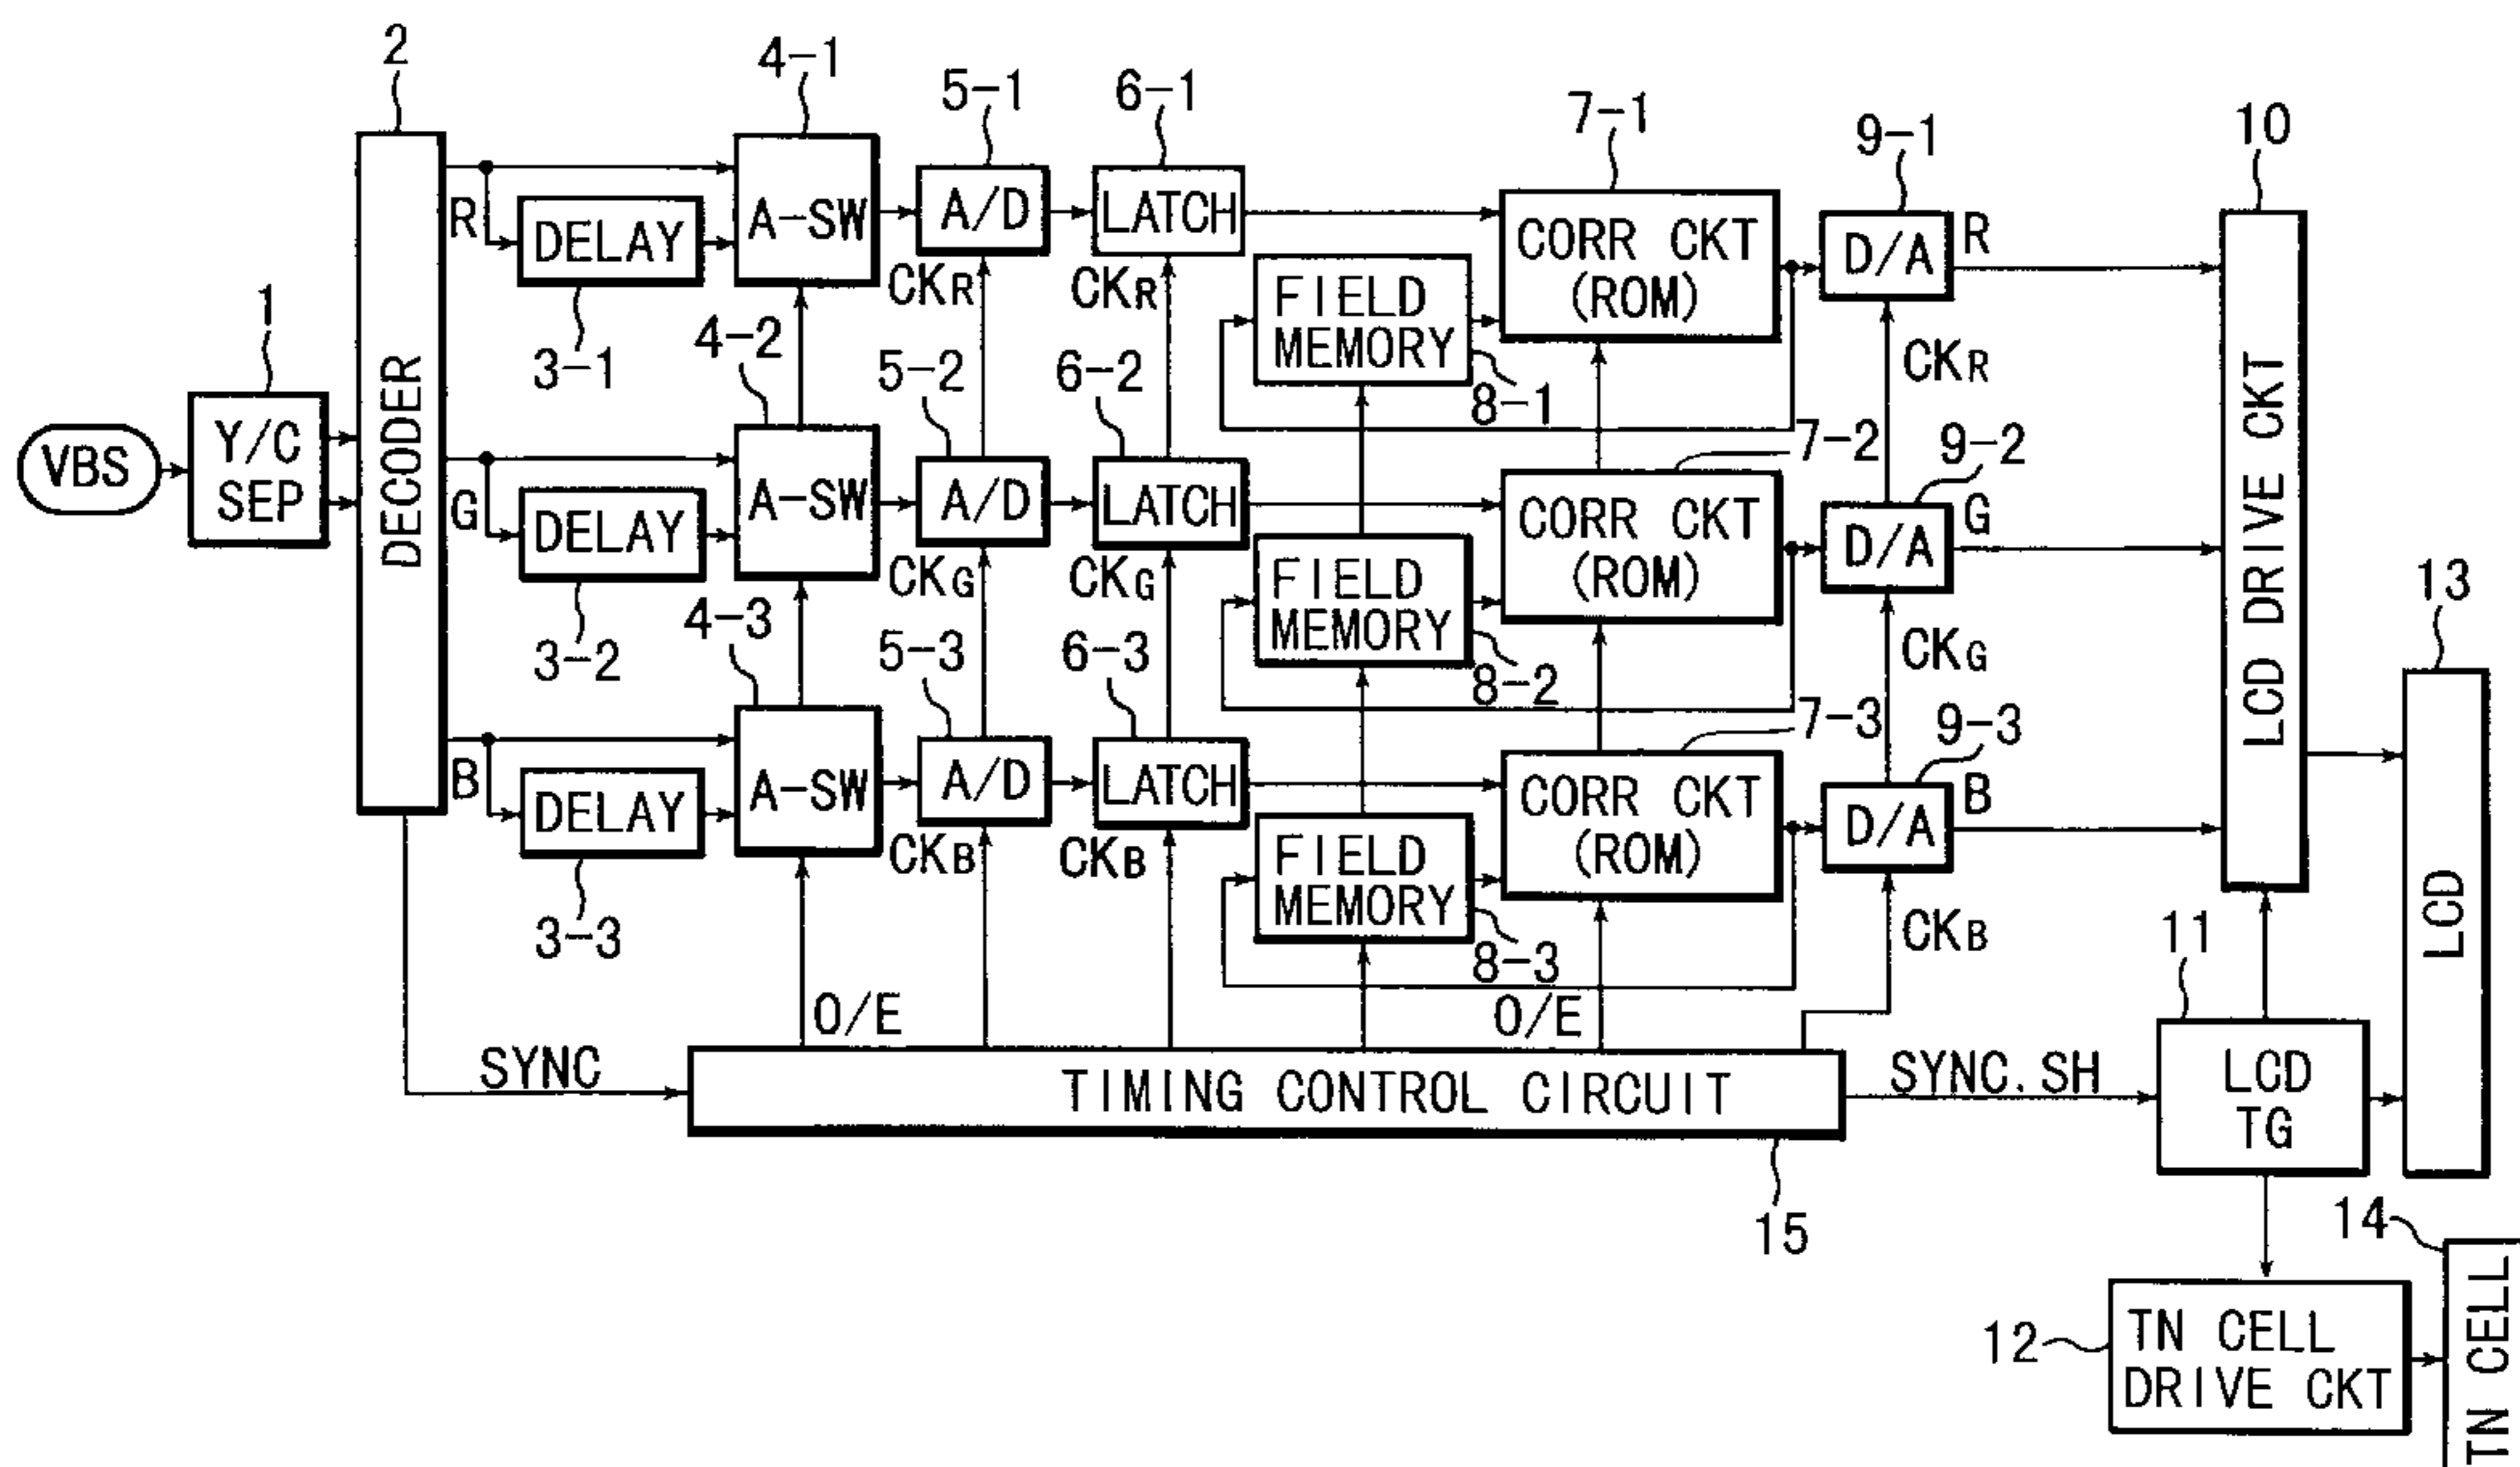 2
4-1
5-1
6-1
7-1
9-1
10
R
DELAY
A-SW
A/D
LATCH
CORR CKT
(ROM)
D/A
R
CKR
CKR
FIELD
MEMORY
1
3-1
4-2
5-2
6-2
8-1
CKR
7-2
9-2
VBS
Y/C
SEP
DECODER
G
DELAY
A-SW
A/D
LATCH
CORR CKT
(ROM)
D/A
G
LCD DRIVE CKT
CKG
CKG
FIELD
MEMORY
13
3-2
4-3
5-3
6-3
8-2
CKG
7-3
9-3
B
DELAY
A-SW
A/D
LATCH
CORR CKT
(ROM)
D/A
B
CKB
CKB
FIELD
MEMORY
LCD
3-3
8-3
CKB
11
O/E
O/E
SYNC
TIMING CONTROL CIRCUIT
SYNC. SH
LCD
TG
15
14
12
TN CELL
DRIVE CKT
TN CELL